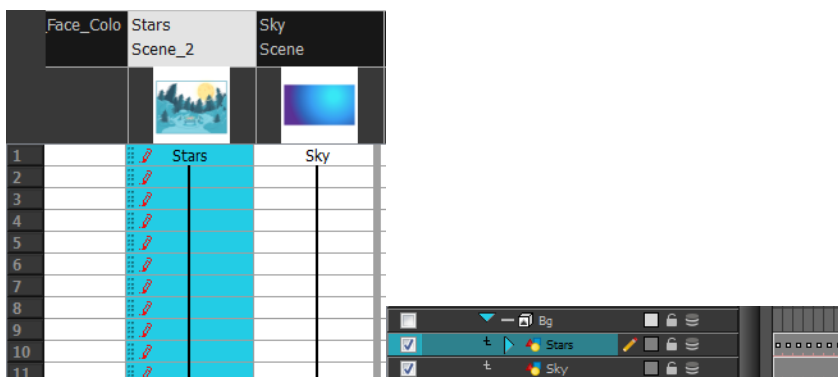 _Face_Colo
Stars
Scene_2
Sky
Scene
1
Stars
Sky
2
3
4
5
6
7
8
9
10
11
Bg
Stars
Sky